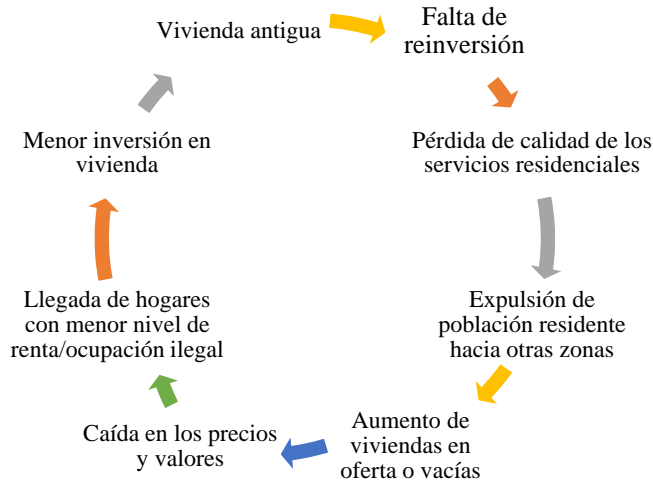 Vivienda antigua
Falta de
reinversión
Pérdida de calidad de los
servicios residenciales
Expulsión de
población residente
hacia otras zonas
Aumento de
viviendas en
oferta o vacías
Caída en los precios
y valores
Llegada de hogares
con menor nivel de
renta/ocupación ilegal
Menor inversión en
vivienda